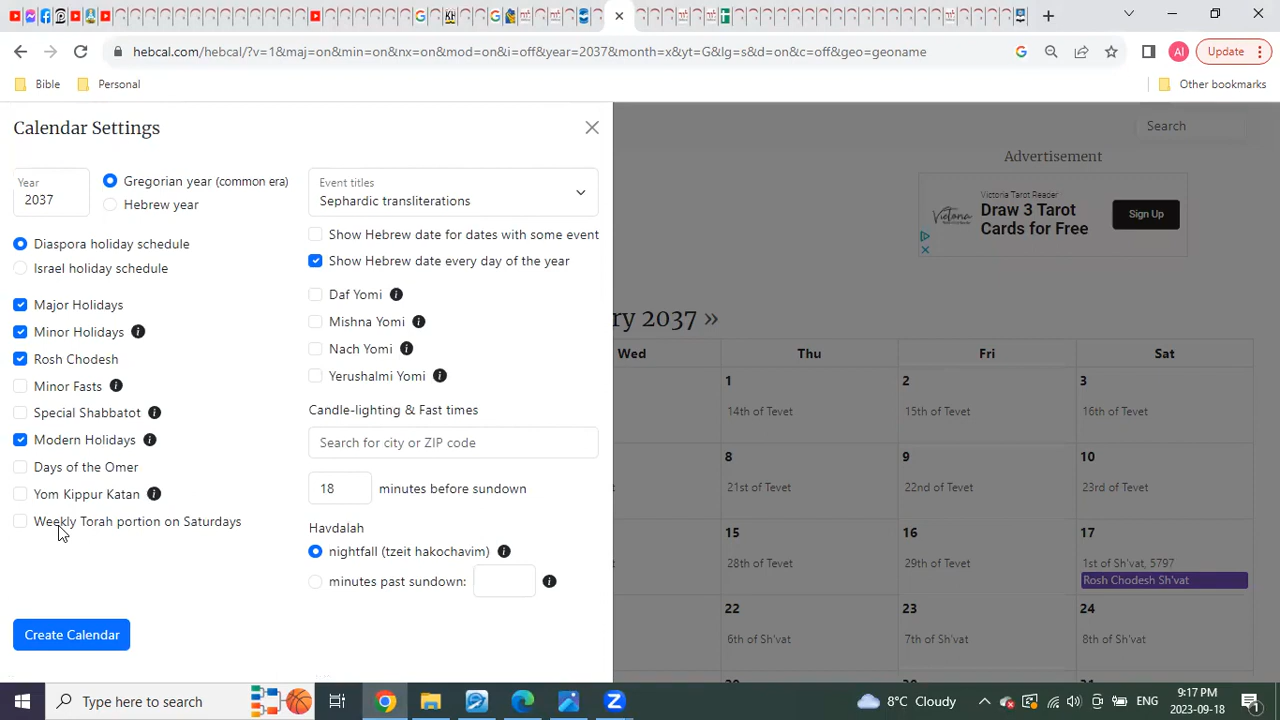 hebcal.com/hebcal/?v=1&maj=on&min=on&nx=on&mod=on&i=off&year=2037&month=x&yt=G&lg=s&d=on&c=off&geo=geoname
AI
Update
Bible
Personal
Other bookmarks
Calendar Settings
Year
2037
Gregorian year (common era)
Hebrew year
Diaspora holiday schedule
Israel holiday schedule
Major Holidays
Minor Holidays
Rosh Chodesh
Minor Fasts
Special Shabbatot
Modern Holidays
Days of the Omer
Yom Kippur Katan
Weekly Torah portion on Saturdays
Create Calendar
Event titles
Sephardic transliterations
Show Hebrew date for dates with some event
Show Hebrew date every day of the year
Daf Yomi
Mishna Yomi
Nach Yomi
Yerushalmi Yomi
Candle-lighting & Fast times
Search for city or ZIP code
18 minutes before sundown
Havdalah
nightfall (tzeit hakochavim)
minutes past sundown:
Search
Advertisement
Victoria Tarot Reader
Victoria
Draw 3 Tarot
Cards for Free
Sign Up
ry 2037 »
Wed Thu Fri Sat
1 2 3
14th of Tevet 15th of Tevet 16th of Tevet
8 9 10
21st of Tevet 22nd of Tevet 23rd of Tevet
15 16 17
28th of Tevet 29th of Tevet 1st of Sh'vat, 5797
Rosh Chodesh Sh'vat
22 23 24
6th of Sh'vat 7th of Sh'vat 8th of Sh'vat
Type here to search
8°C Cloudy
ENG
9:17 PM
2023-09-18